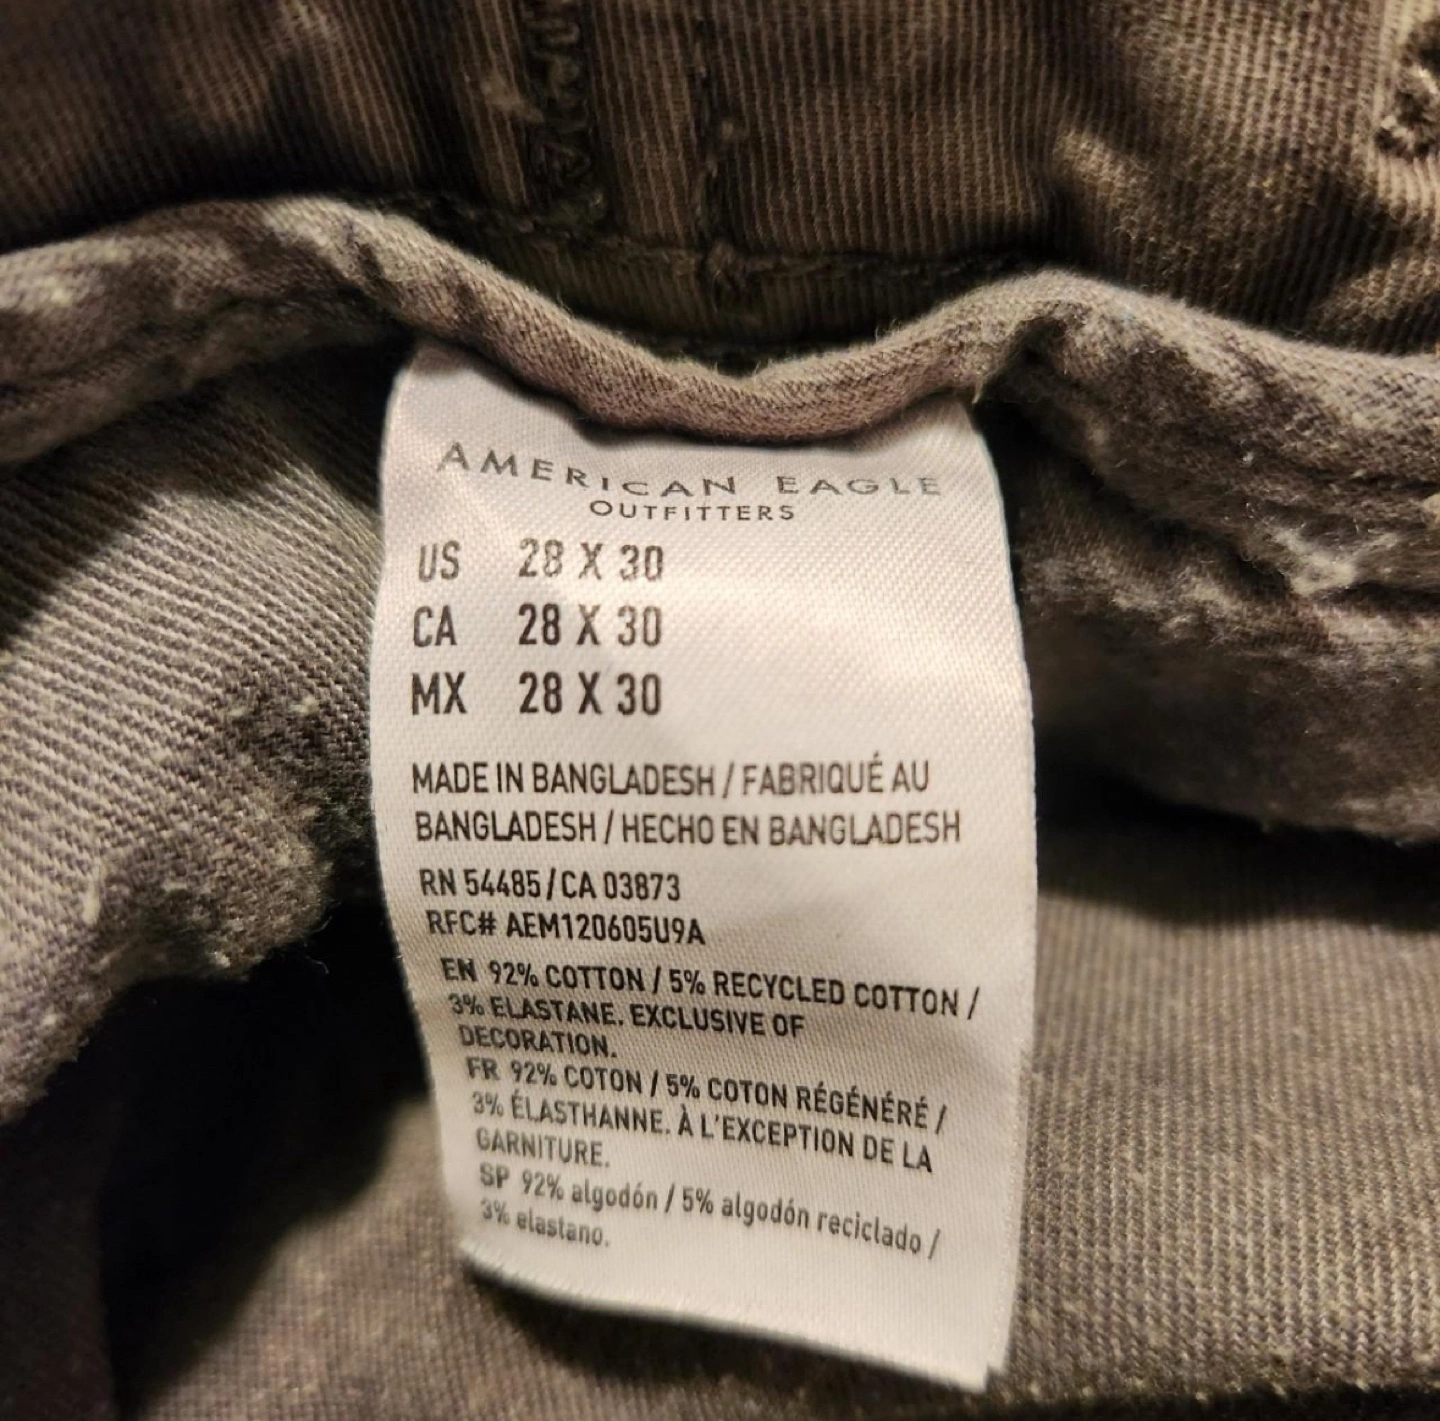 AMERICAN EAGLE
OUTFITTERS
US 28 X 30
CA 28 X 30
MX 28 X 30
MADE IN BANGLADESH / FABRIQUÉ AU
BANGLADESH / HECHO EN BANGLADESH
RN 54485 / CA 03873
RFC# AEM120605U9A
EN 92% COTTON / 5% RECYCLED COTTON /
3% ELASTANE. EXCLUSIVE OF
DECORATION.
FR 92% COTON / 5% COTON RÉGÉNÉRÉ /
3% ÉLASTHANNE. À L'EXCEPTION DE LA
GARNITURE.
SP 92% algodón / 5% algodón reciclado /
3% elastano.